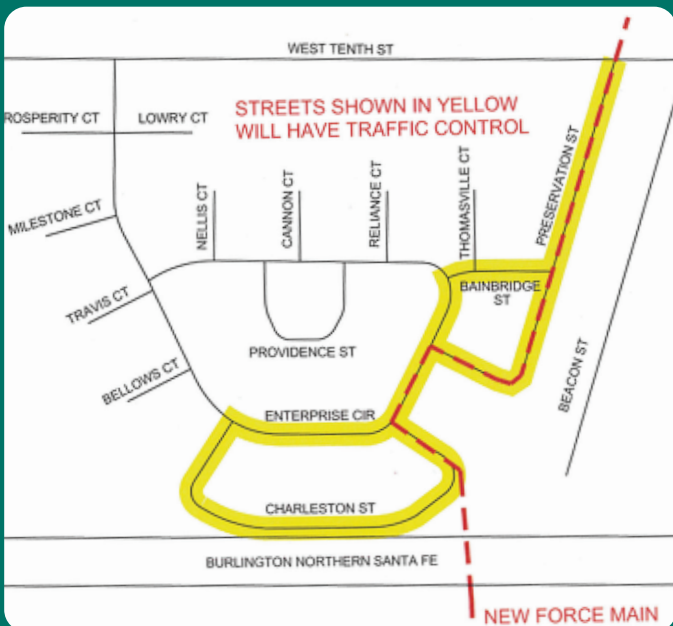 WEST TENTH ST
ROSPERITY CT
LOWRY CT
STREETS SHOWN IN YELLOW
WILL HAVE TRAFFIC CONTROL
PRESERVATION ST
MILESTONE CT
NELLIS CT
CANNON CT
RELIANCE CT
THOMASVILLE CT
TRAVIS CT
BAINBRIDGE
ST
PROVIDENCE ST
BELLOWS CT
BEACON ST
ENTERPRISE CIR
CHARLESTON ST
BURLINGTON NORTHERN SANTA FE
NEW FORCE MAIN